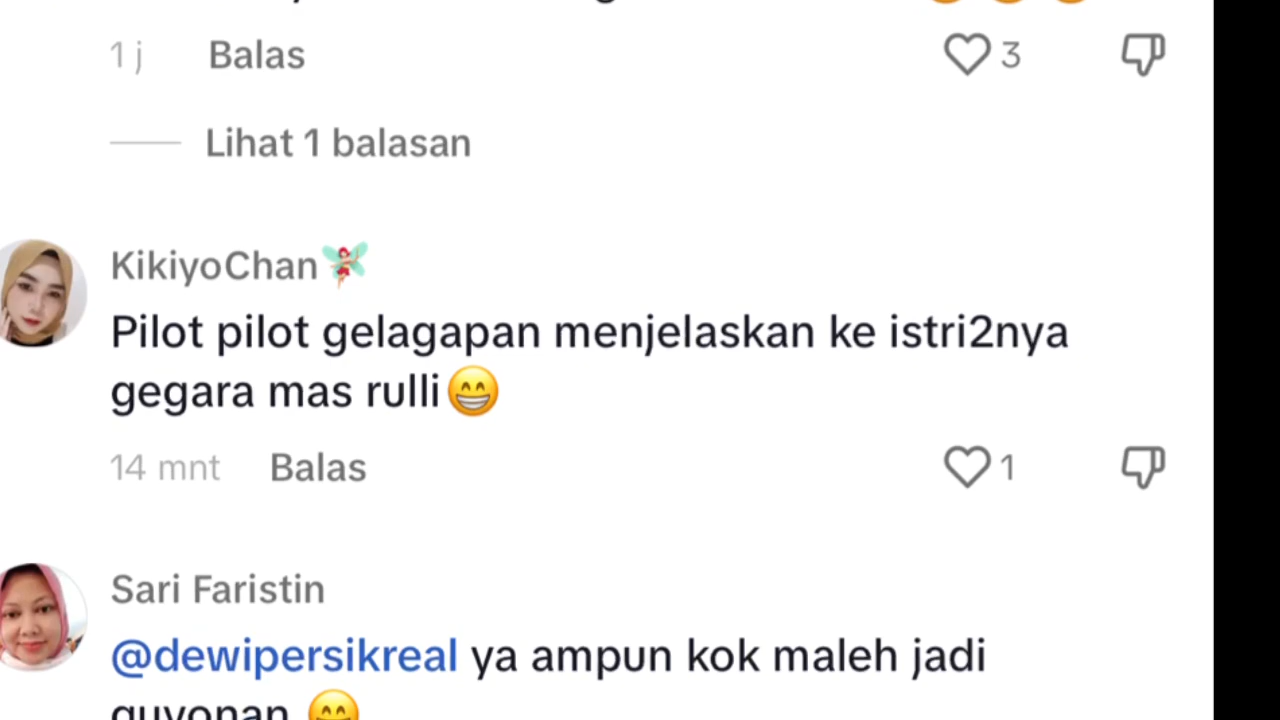 1 j Balas 3
Lihat 1 balasan
KikiyoChan🧚
Pilot pilot gelagapan menjelaskan ke istri2nya
gegara mas rulli😁
14 mnt Balas 1
Sari Faristin
@dewipersikreal ya ampun kok maleh jadi
guyonan 😁